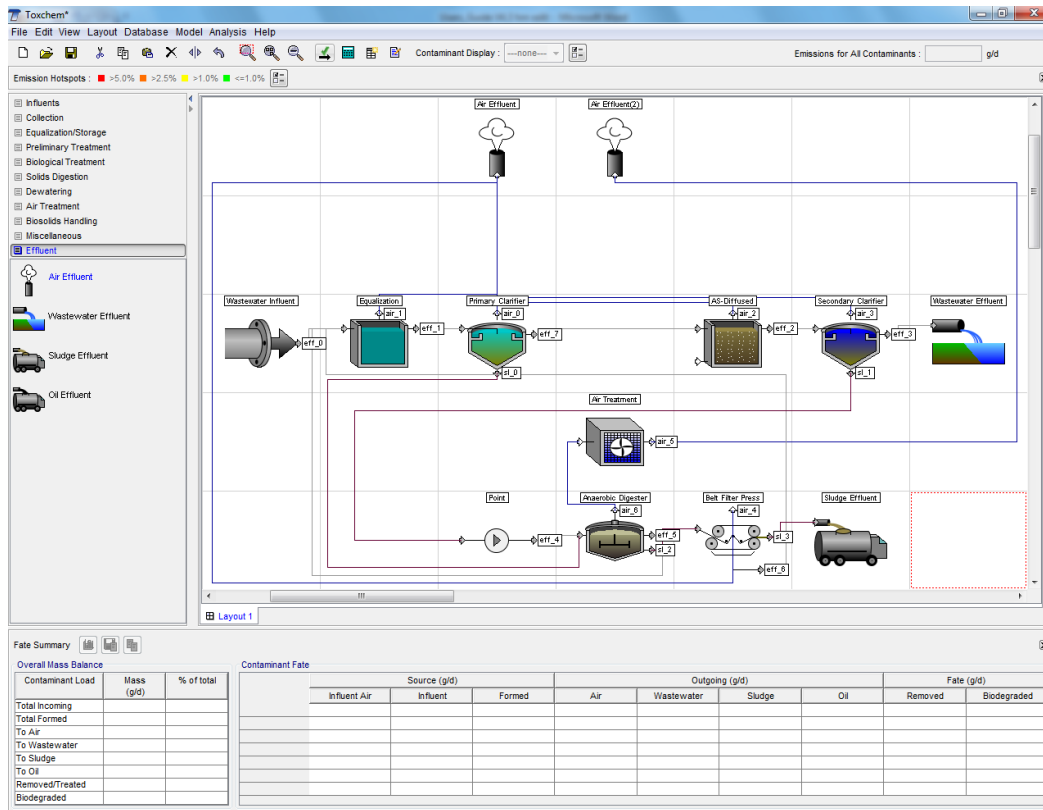 Toxchem*
File Edit View Layout Database Model Analysis Help
Contaminant Display : ---none--- Emissions for All Contaminants : g/d
Emission Hotspots : >5.0% >2.5% >1.0% <=1.0%
Influents
Collection
Equalization/Storage
Preliminary Treatment
Biological Treatment
Solids Digestion
Dewatering
Air Treatment
Biosolids Handling
Miscellaneous
Effluent
Air Effluent
Wastewater Effluent
Sludge Effluent
Oil Effluent
Air Effluent Air Effluent(2)
Wastewater Influent Equalization Primary Clarifier AS-Diffused Secondary Clarifier Wastewater Effluent
air_1 air_0 air_2 air_3
eff_0 eff_1 eff_7 eff_2 eff_3
sl_0 sl_1
Air Treatment
air_5
Point Anaerobic Digester Belt Filter Press Sludge Effluent
air_6 air_4
eff_4 eff_5 sl_3
sl_2
eff_6
Layout 1
Fate Summary
Overall Mass Balance Contaminant Fate
Contaminant Load Mass (g/d) % of total
Total Incoming
Total Formed
To Air
To Wastewater
To Sludge
To Oil
Removed/Treated
Biodegraded
Source (g/d) Outgoing (g/d) Fate (g/d)
Influent Air Influent Formed Air Wastewater Sludge Oil Removed Biodegraded